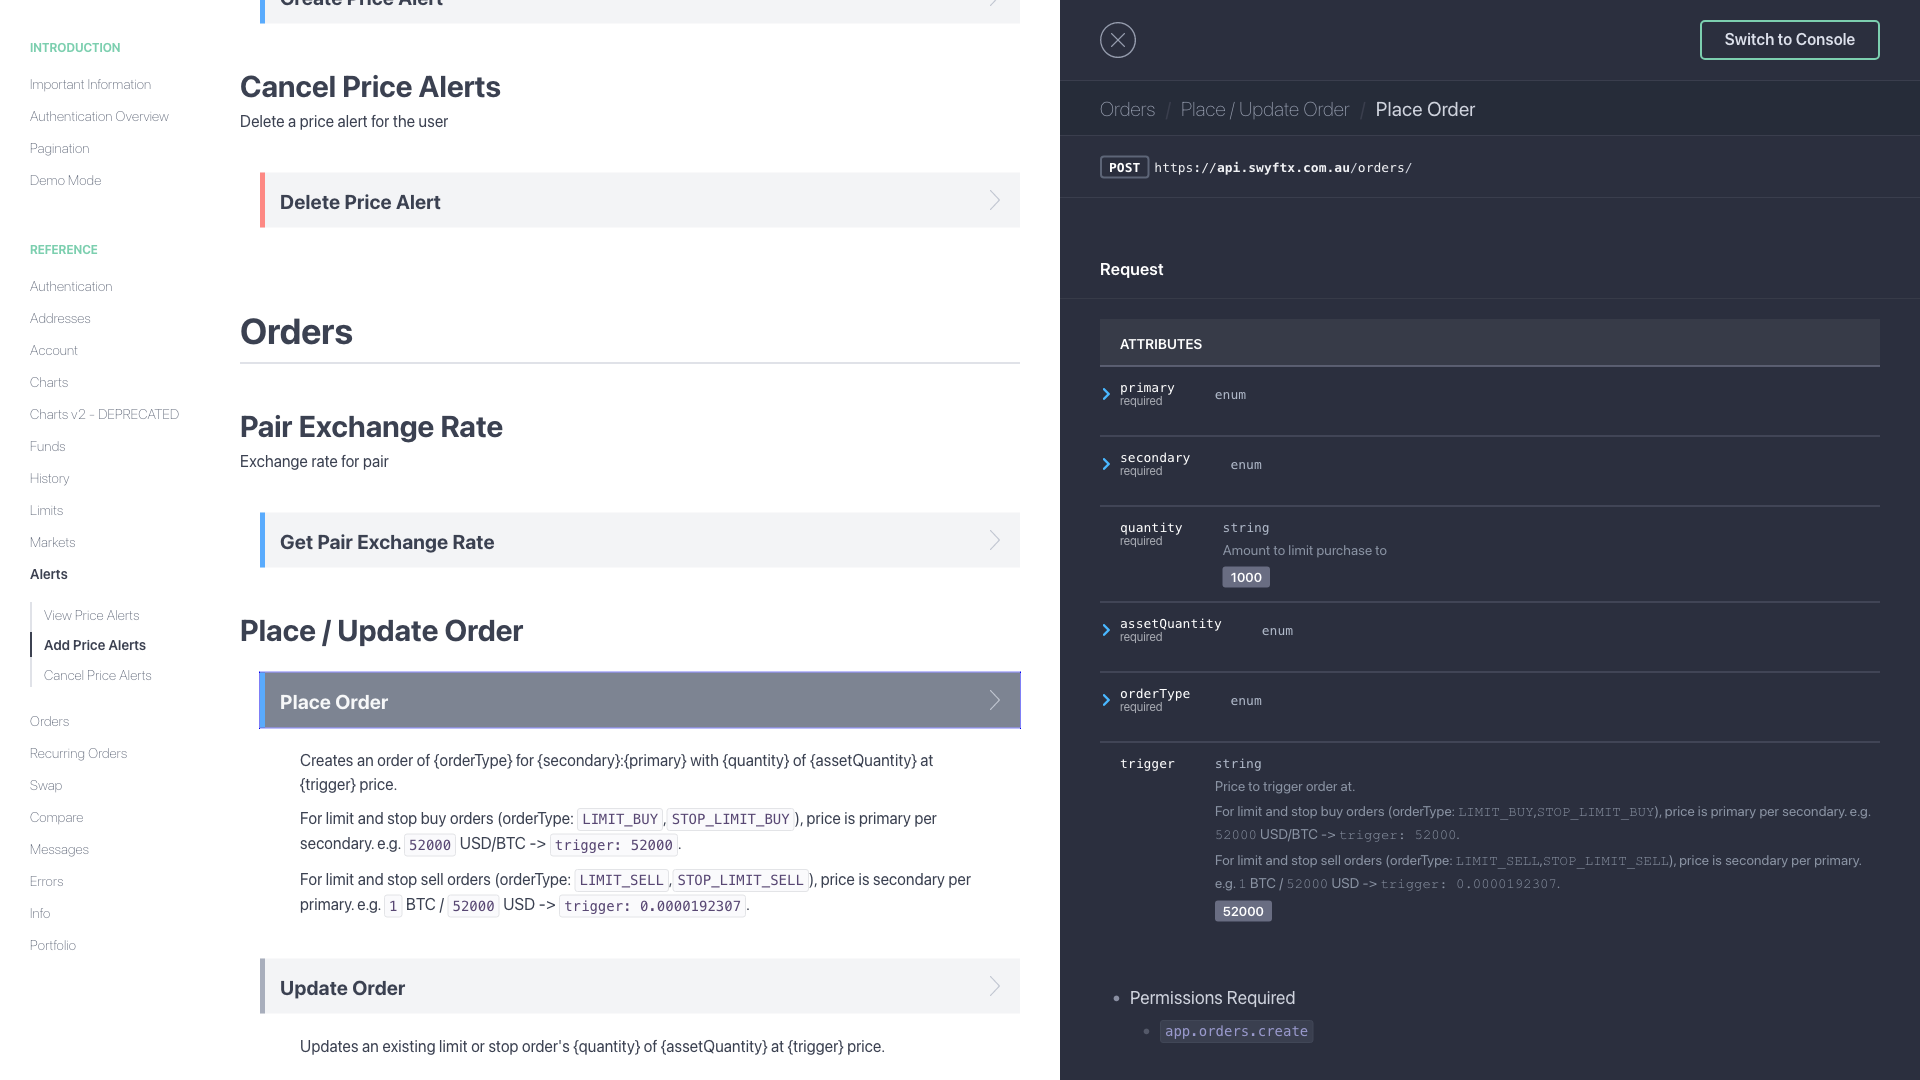 INTRODUCTION
Important Information
Authentication Overview
Pagination
Demo Mode
REFERENCE
Authentication
Addresses
Account
Charts
Charts v2 - DEPRECATED
Funds
History
Limits
Markets
Alerts
View Price Alerts
Add Price Alerts
Cancel Price Alerts
Orders
Recurring Orders
Swap
Compare
Messages
Errors
Info
Portfolio
Create Price Alert
Cancel Price Alerts
Delete a price alert for the user
Delete Price Alert
Orders
Pair Exchange Rate
Exchange rate for pair
Get Pair Exchange Rate
Place / Update Order
Place Order
Creates an order of {orderType} for {secondary}:{primary} with {quantity} of {assetQuantity} at
{trigger} price.
For limit and stop buy orders (orderType: LIMIT_BUY,STOP_LIMIT_BUY), price is primary per
secondary. e.g. 52000 USD/BTC -> trigger: 52000.
For limit and stop sell orders (orderType: LIMIT_SELL,STOP_LIMIT_SELL), price is secondary per
primary. e.g. 1 BTC / 52000 USD -> trigger: 0.0000192307.
Update Order
Updates an existing limit or stop order's {quantity} of {assetQuantity} at {trigger} price.
Switch to Console
Orders / Place / Update Order / Place Order
POST https://api.swyftx.com.au/orders/
Request
ATTRIBUTES
primary enum
required
secondary enum
required
quantity string
required
Amount to limit purchase to
1000
assetQuantity enum
required
orderType enum
required
trigger string
Price to trigger order at.
For limit and stop buy orders (orderType: LIMIT_BUY,STOP_LIMIT_BUY), price is primary per secondary. e.g.
52000 USD/BTC -> trigger: 52000.
For limit and stop sell orders (orderType: LIMIT_SELL,STOP_LIMIT_SELL), price is secondary per primary.
e.g. 1 BTC / 52000 USD -> trigger: 0.0000192307.
52000
• Permissions Required
• app.orders.create